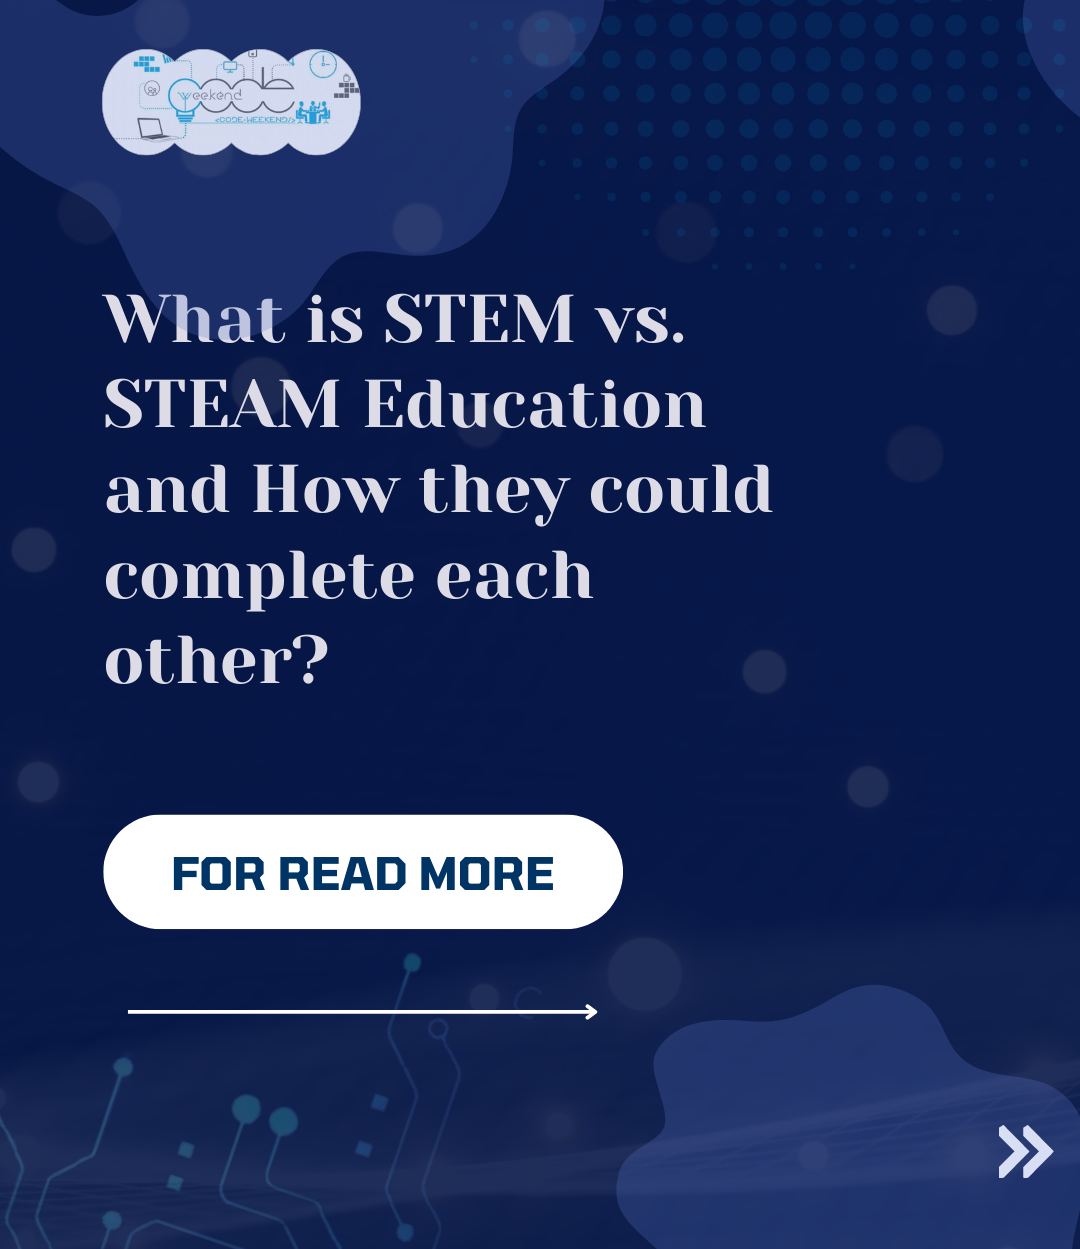 code
weekend
<CODE-WEEKEND/>
What is STEM vs.
STEAM Education
and How they could
complete each
other?
FOR READ MORE